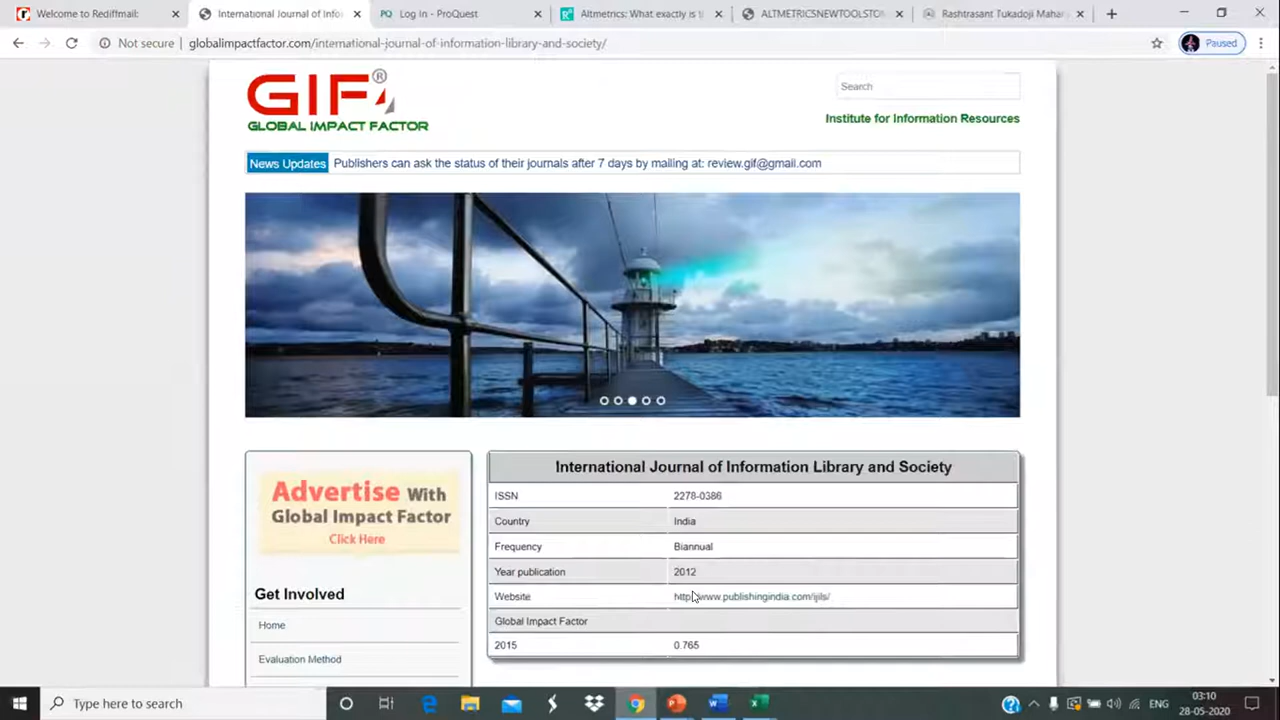 Welcome to Rediffmail:
International Journal of Info
Log In - ProQuest
Altmetrics: What exactly is t
ALTMETRICSNEWTOOLSTO
Rashtrasant Tukadoji Mahar
Not secure
globalimpactfactor.com/international-journal-of-information-library-and-society/
Paused
GIF ®
GLOBAL IMPACT FACTOR
Search
Institute for Information Resources
News Updates
Publishers can ask the status of their journals after 7 days by mailing at: review.gif@gmail.com
Advertise With
Global Impact Factor
Click Here
Get Involved
Home
Evaluation Method
International Journal of Information Library and Society
ISSN 2278-0386
Country India
Frequency Biannual
Year publication 2012
Website http://www.publishingindia.com/ijils/
Global Impact Factor
2015 0.765
Type here to search
ENG
03:10
28-05-2020